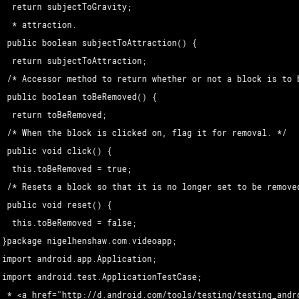 return subjectToGravity;
* attraction.
public boolean subjectToAttraction() {
return subjectToAttraction;
/* Accessor method to return whether or not a block is to
public boolean toBeRemoved() {
return toBeRemoved;
/* When the block is clicked on, flag it for removal. */
public void click() {
this.toBeRemoved = true;
/* Resets a block so that it is no longer set to be removed
public void reset() {
this.toBeRemoved = false;
}package nigelhenshaw.com.videoapp;
import android.app.Application;
import android.test.ApplicationTestCase;
* <a href="http://d.android.com/tools/testing/testing_andro